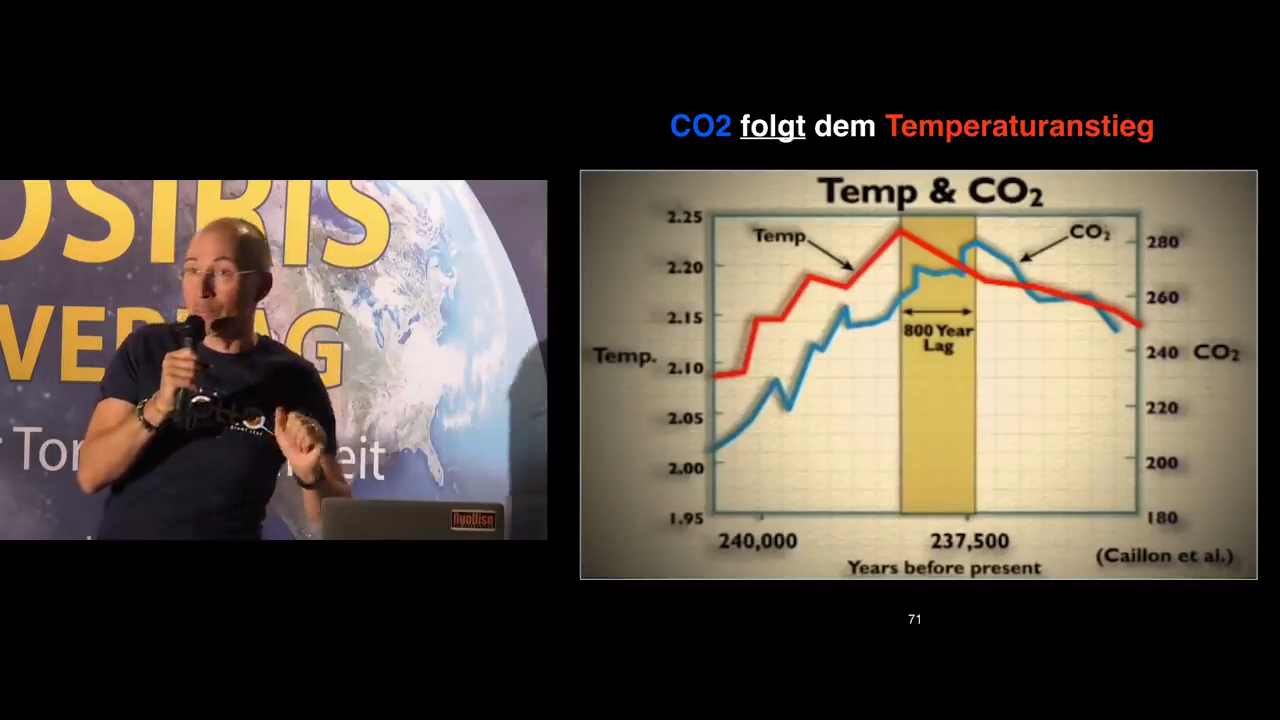 CO2 folgt dem Temperaturanstieg
OSIRIS
VERLAG
Tor
eit
NuoViso
Temp & CO₂
2.25
2.20
2.15
2.10
2.05
2.00
1.95
Temp.
Temp
CO₂
800 Year
Lag
280
260
240
220
200
180
CO₂
240,000
237,500
Years before present
(Caillon et al.)
71